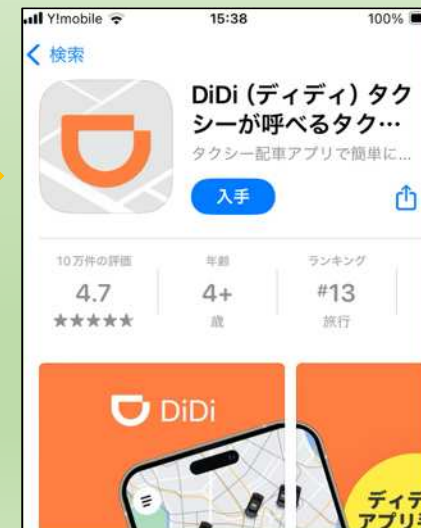 Y!mobile 15:38 100%
検索
DiDi（ディディ）タク
シーが呼べるタク…
タクシー配車アプリで簡単に...
入手
10万件の評価 年齢 ランキング
4.7 4+ #13
★★★★★ 歳 旅行
DiDi
ディデ